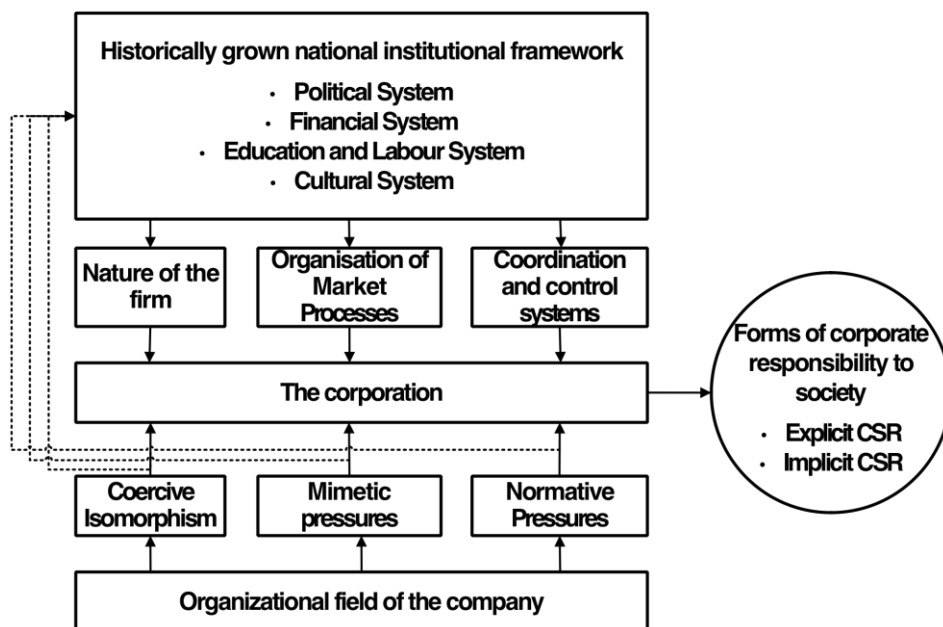 Historically grown national institutional framework
• Political System
• Financial System
• Education and Labour System
• Cultural System
Nature of the
firm
Organisation of
Market
Processes
Coordination
and control
systems
The corporation
Forms of corporate
responsibility to
society
• Explicit CSR
• Implicit CSR
Coercive
Isomorphism
Mimetic
pressures
Normative
Pressures
Organizational field of the company